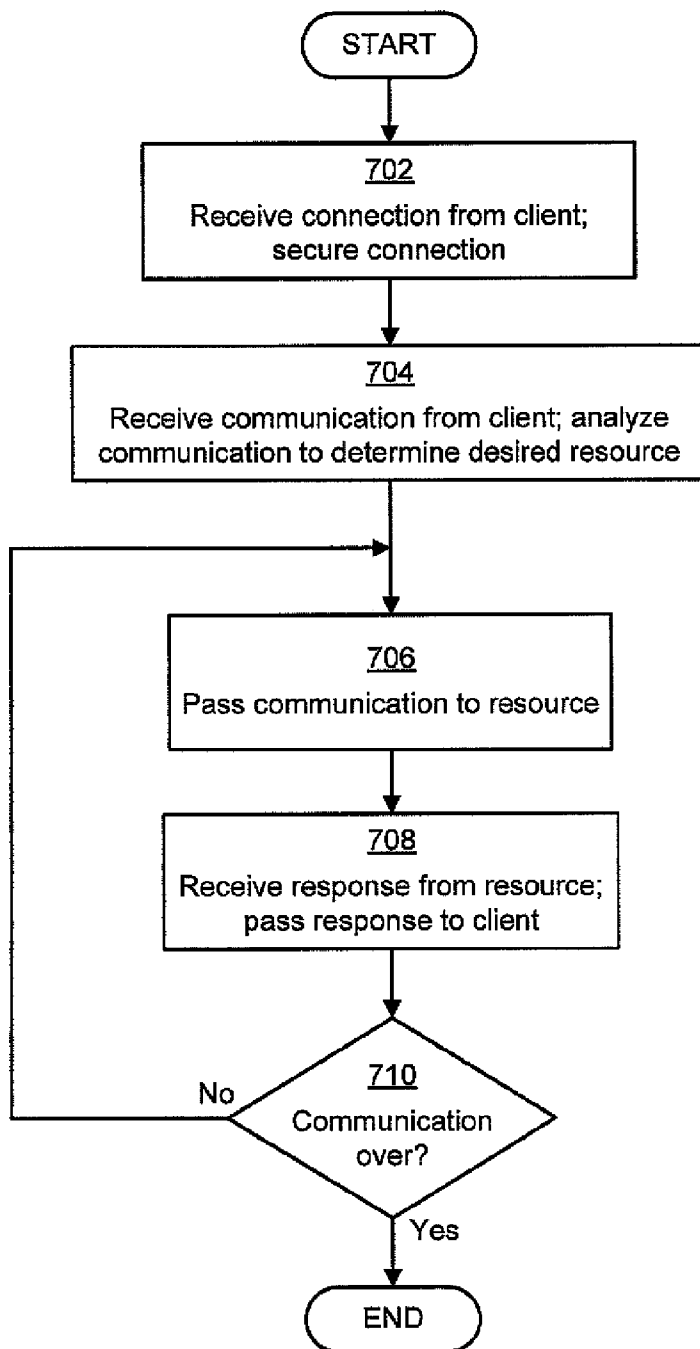 START
702
Receive connection from client;
secure connection
704
Receive communication from client; analyze
communication to determine desired resource
706
Pass communication to resource
708
Receive response from resource;
pass response to client
710
Communication
over?
No
Yes
END